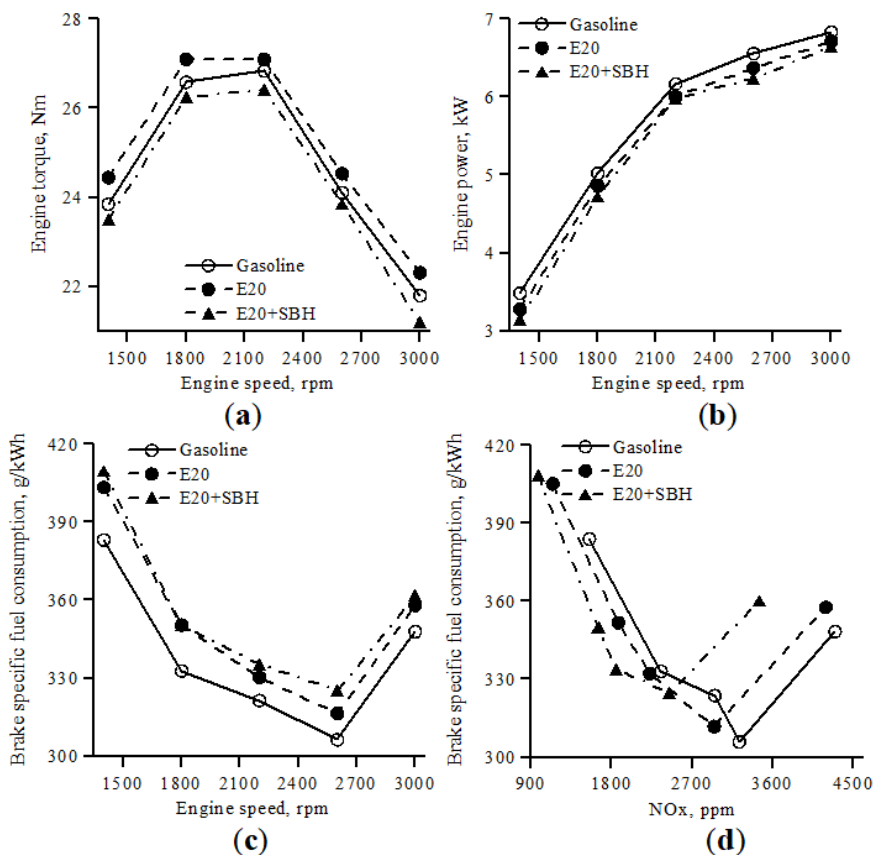 28
26
24
22
Engine torque, Nm
Gasoline
E20
E20+SBH
1500 1800 2100 2400 2700 3000
Engine speed, rpm
(a)
7
6
5
4
3
Engine power, kW
Gasoline
E20
E20+SBH
1500 1800 2100 2400 2700 3000
Engine speed, rpm
(b)
420
390
360
330
300
Brake specific fuel consumption, g/kWh
Gasoline
E20
E20+SBH
1500 1800 2100 2400 2700 3000
Engine speed, rpm
(c)
420
390
360
330
300
Brake specific fuel consumption, g/kWh
Gasoline
E20
E20+SBH
900 1800 2700 3600 4500
NOx, ppm
(d)